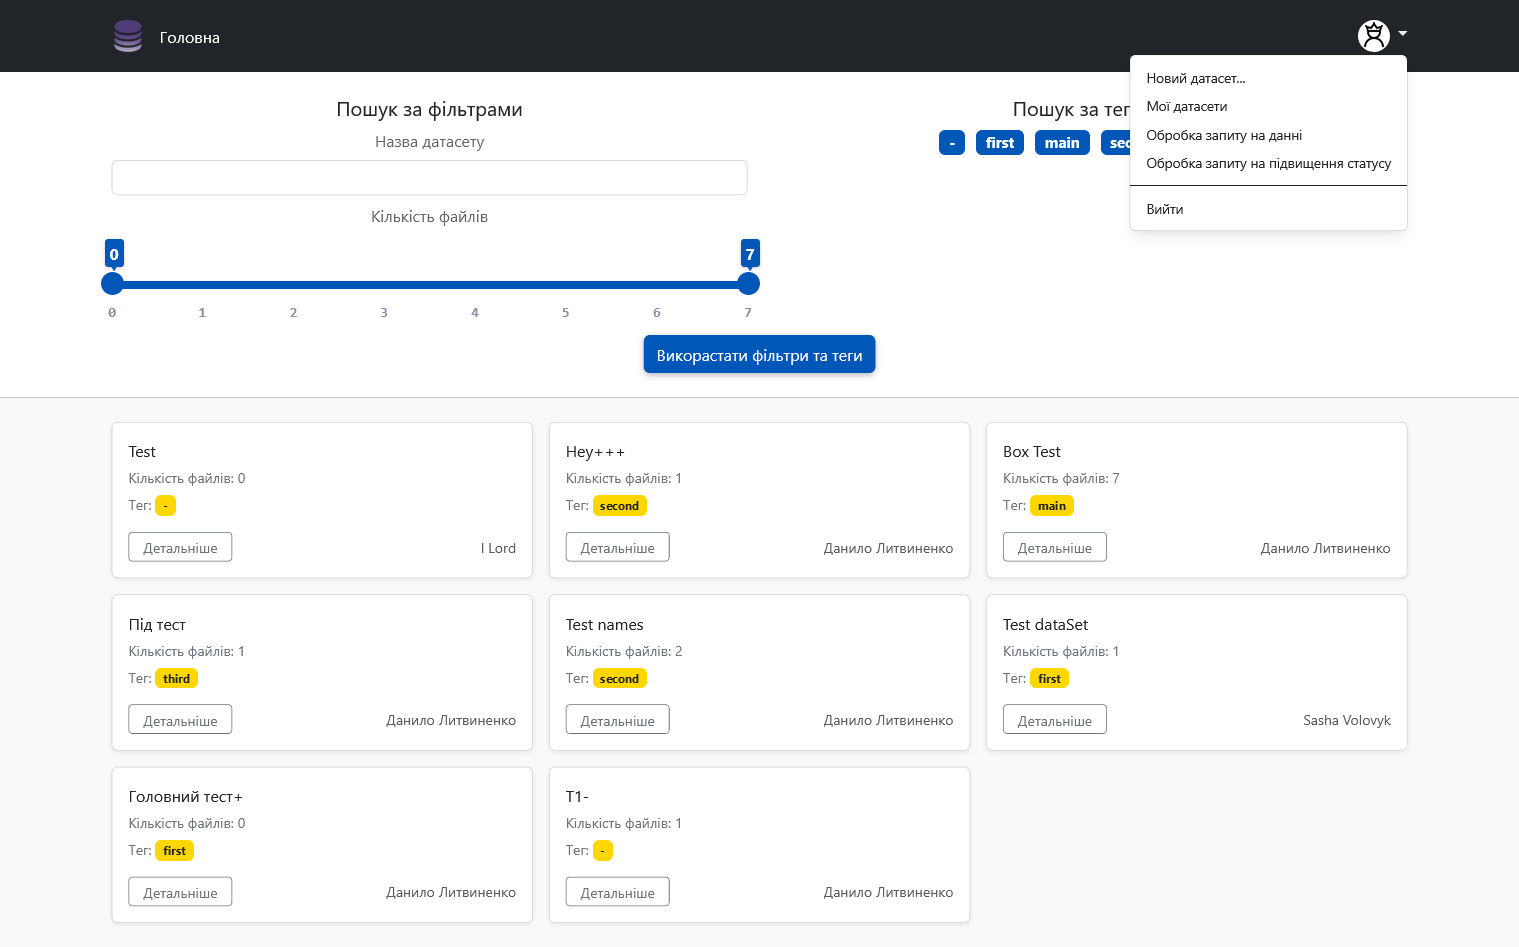 Головна
Новий датасет...
Мої датасети
Обробка запиту на данні
Обробка запиту на підвищення статусу
Вийти
Пошук за фільтрами
Назва датасету
Кількість файлів
0 7
0 1 2 3 4 5 6 7
Пошук за
- first main
Використати фільтри та теги
Test
Кількість файлів: 0
Тег: -
Детальніше I Lord
Hey+++
Кількість файлів: 1
Тег: second
Детальніше Данило Литвиненко
Box Test
Кількість файлів: 7
Тег: main
Детальніше Данило Литвиненко
Під тест
Кількість файлів: 1
Тег: third
Детальніше Данило Литвиненко
Test names
Кількість файлів: 2
Тег: second
Детальніше Данило Литвиненко
Test dataSet
Кількість файлів: 1
Тег: first
Детальніше Sasha Volovyk
Головний тест+
Кількість файлів: 0
Тег: first
Детальніше Данило Литвиненко
T1-
Кількість файлів: 1
Тег: -
Детальніше Данило Литвиненко